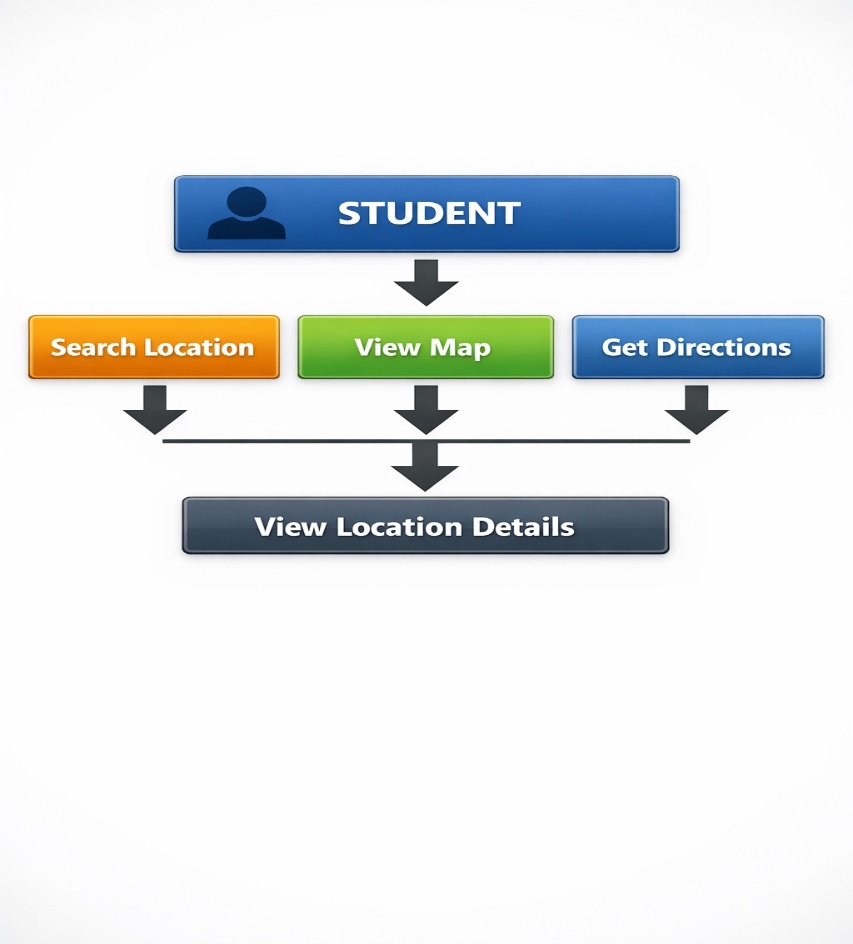 STUDENT
Search Location
View Map
Get Directions
View Location Details